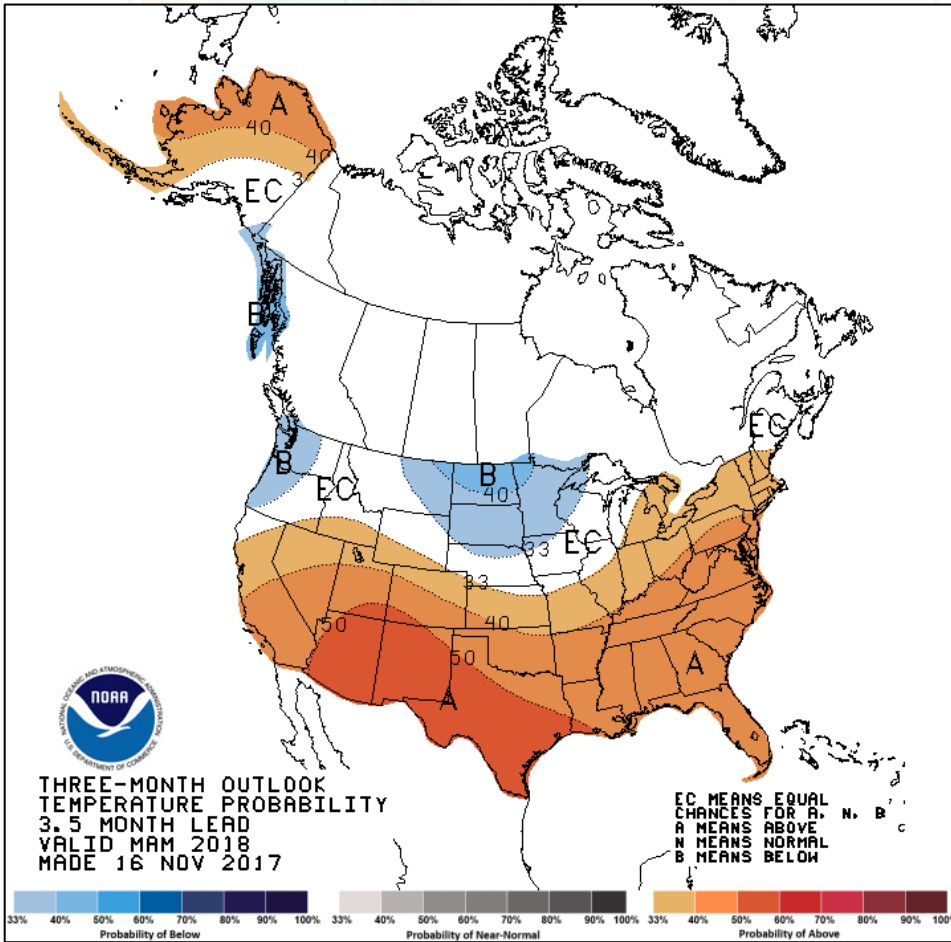 A
40
40
3
EC
B
EC
B
B
40
EC
EC
33
33
40
50
50
A
A
NATIONAL OCEANIC AND ATMOSPHERIC ADMINISTRATION
NOAA
U.S. DEPARTMENT OF COMMERCE
THREE-MONTH OUTLOOK
TEMPERATURE PROBABILITY
3.5 MONTH LEAD
VALID MAM 2018
MADE 16 NOV 2017
EC MEANS EQUAL
CHANCES FOR A, N, B
A MEANS ABOVE
N MEANS NORMAL
B MEANS BELOW
C
33% 40% 50% 60% 70% 80% 90% 100%
Probability of Below
33% 40% 50% 60% 70% 80% 90% 100%
Probability of Near-Normal
33% 40% 50% 60% 70% 80% 90% 100%
Probability of Above